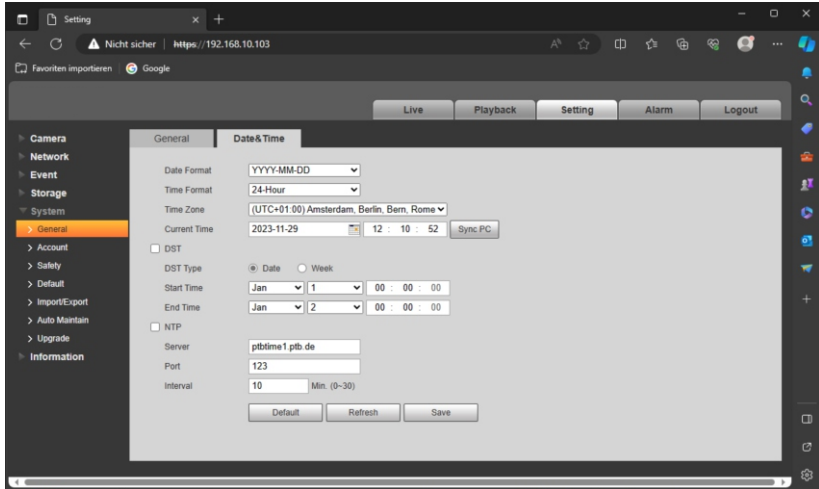 Setting
Nicht sicher | https://192.168.10.103
Favoriten importieren Google
Live Playback Setting Alarm Logout
Camera
Network
Event
Storage
System
General
Account
Safety
Default
Import/Export
Auto Maintain
Upgrade
Information
General Date&Time
Date Format YYYY-MM-DD
Time Format 24-Hour
Time Zone (UTC+01:00) Amsterdam, Berlin, Bern, Rome
Current Time 2023-11-29 12 : 10 : 52 Sync PC
DST
DST Type Date Week
Start Time Jan 1 00 : 00 : 00
End Time Jan 2 00 : 00 : 00
NTP
Server ptbtime1.ptb.de
Port 123
Interval 10 Min. (0~30)
Default Refresh Save